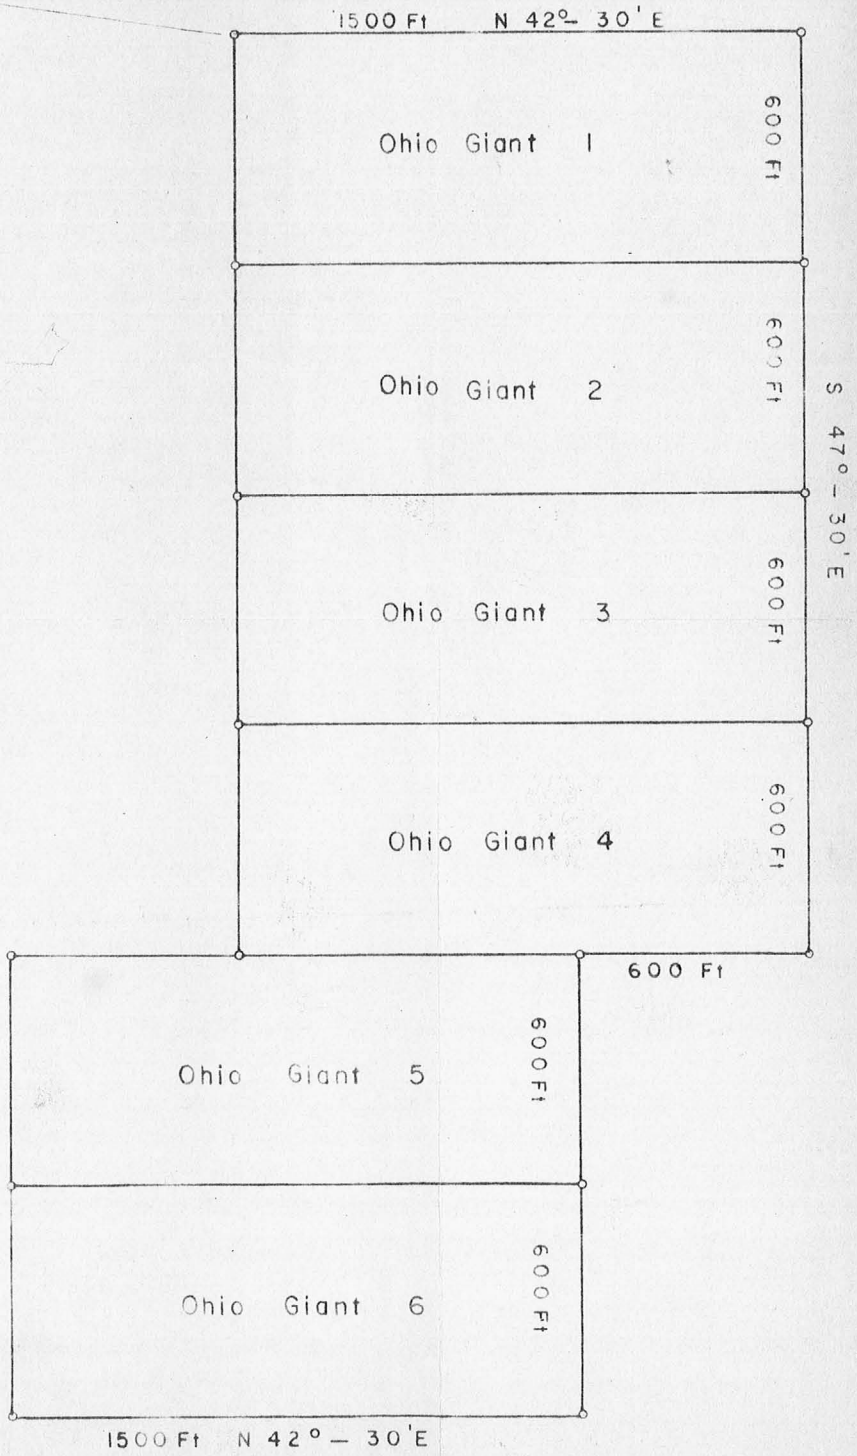 1500 Ft N 42° – 30' E
Ohio Giant 1
600 Ft
Ohio Giant 2
600 Ft
S 47° – 30' E
Ohio Giant 3
600 Ft
Ohio Giant 4
600 Ft
600 Ft
Ohio Giant 5
600 Ft
Ohio Giant 6
600 Ft
1500 Ft N 42° – 30' E